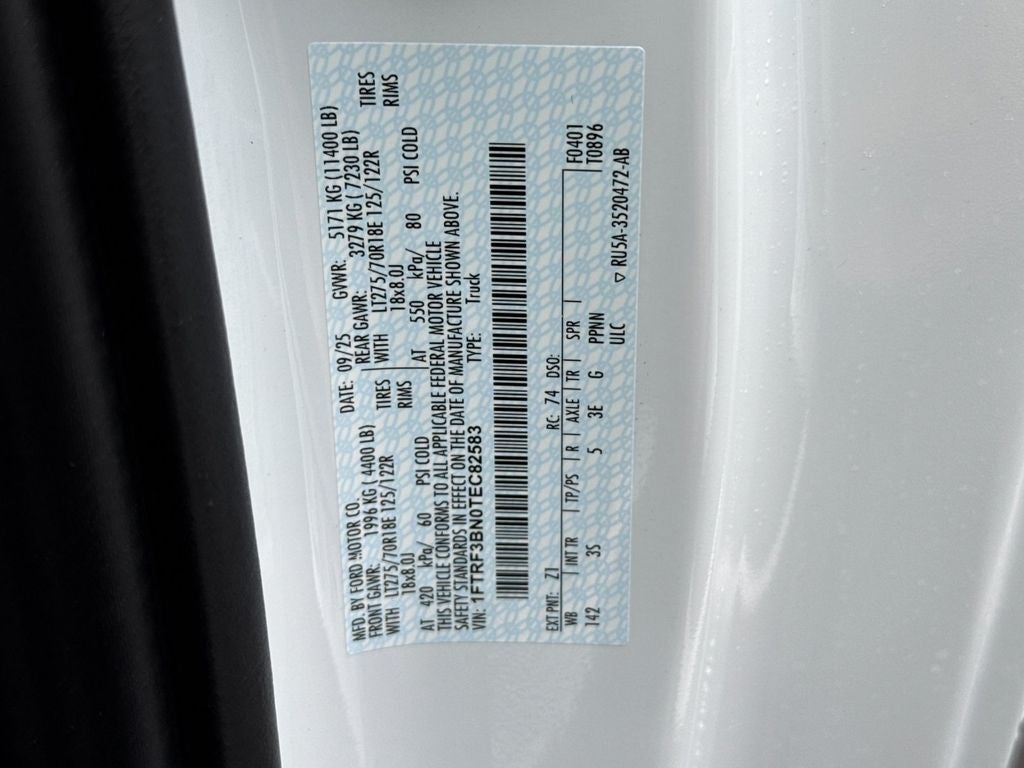 MFD. BY FORD MOTOR CO. DATE: 09/25 GVWR: 5171 KG (11400 LB)
FRONT GAWR: 1996 KG ( 4400 LB) REAR GAWR: 3279 KG ( 7230 LB)
WITH LT275/70R18E 125/122R TIRES WITH LT275/70R18E 125/122R TIRES
18x8.0J RIMS 18x8.0J RIMS
AT 420 kPa/ 60 PSI COLD AT 550 kPa/ 80 PSI COLD
THIS VEHICLE CONFORMS TO ALL APPLICABLE FEDERAL MOTOR VEHICLE
SAFETY STANDARDS IN EFFECT ON THE DATE OF MANUFACTURE SHOWN ABOVE.
VIN: 1FTRF3BN0TEC82583 TYPE: Truck
EXT PNT: Z1 RC: 74 DSO: F0401
WB INT TR TP/PS R AXLE TR SPR T0896
142 3S 5 3E G PPNN
ULC ▽ RU5A-3520472-AB